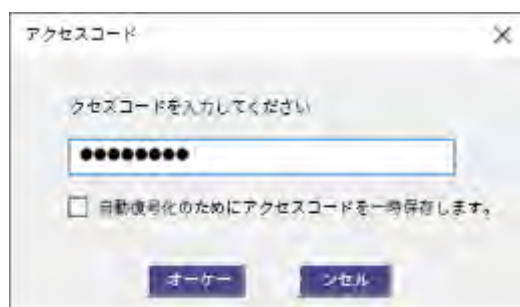 アクセスコード
クセスコードを入力してください
●●●●●●●●
自動復号化のためにアクセスコードを一時保存します。
オーケー
ンセル